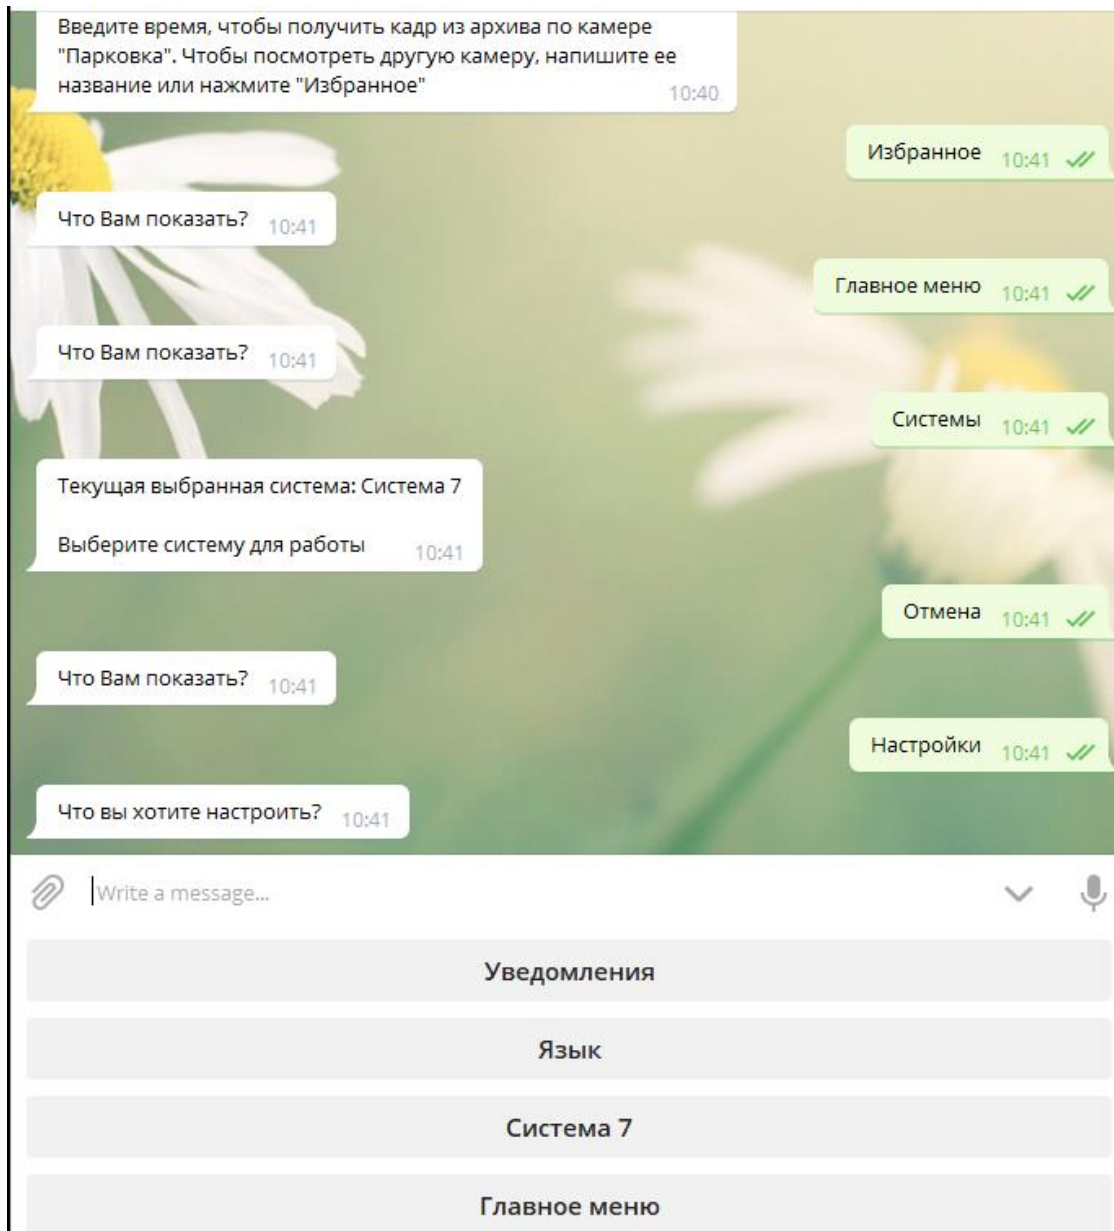 Введите время, чтобы получить кадр из архива по камере
"Парковка". Чтобы посмотреть другую камеру, напишите ее
название или нажмите "Избранное"
10:40
Избранное 10:41
Что Вам показать? 10:41
Главное меню 10:41
Что Вам показать? 10:41
Системы 10:41
Текущая выбранная система: Система 7
Выберите систему для работы 10:41
Отмена 10:41
Что Вам показать? 10:41
Настройки 10:41
Что вы хотите настроить? 10:41
Write a message...
Уведомления
Язык
Система 7
Главное меню